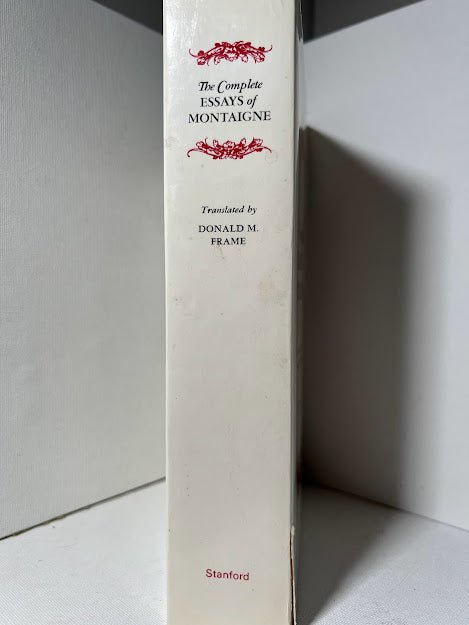 The Complete
ESSAYS of
MONTAIGNE
Translated by
DONALD M.
FRAME
Stanford